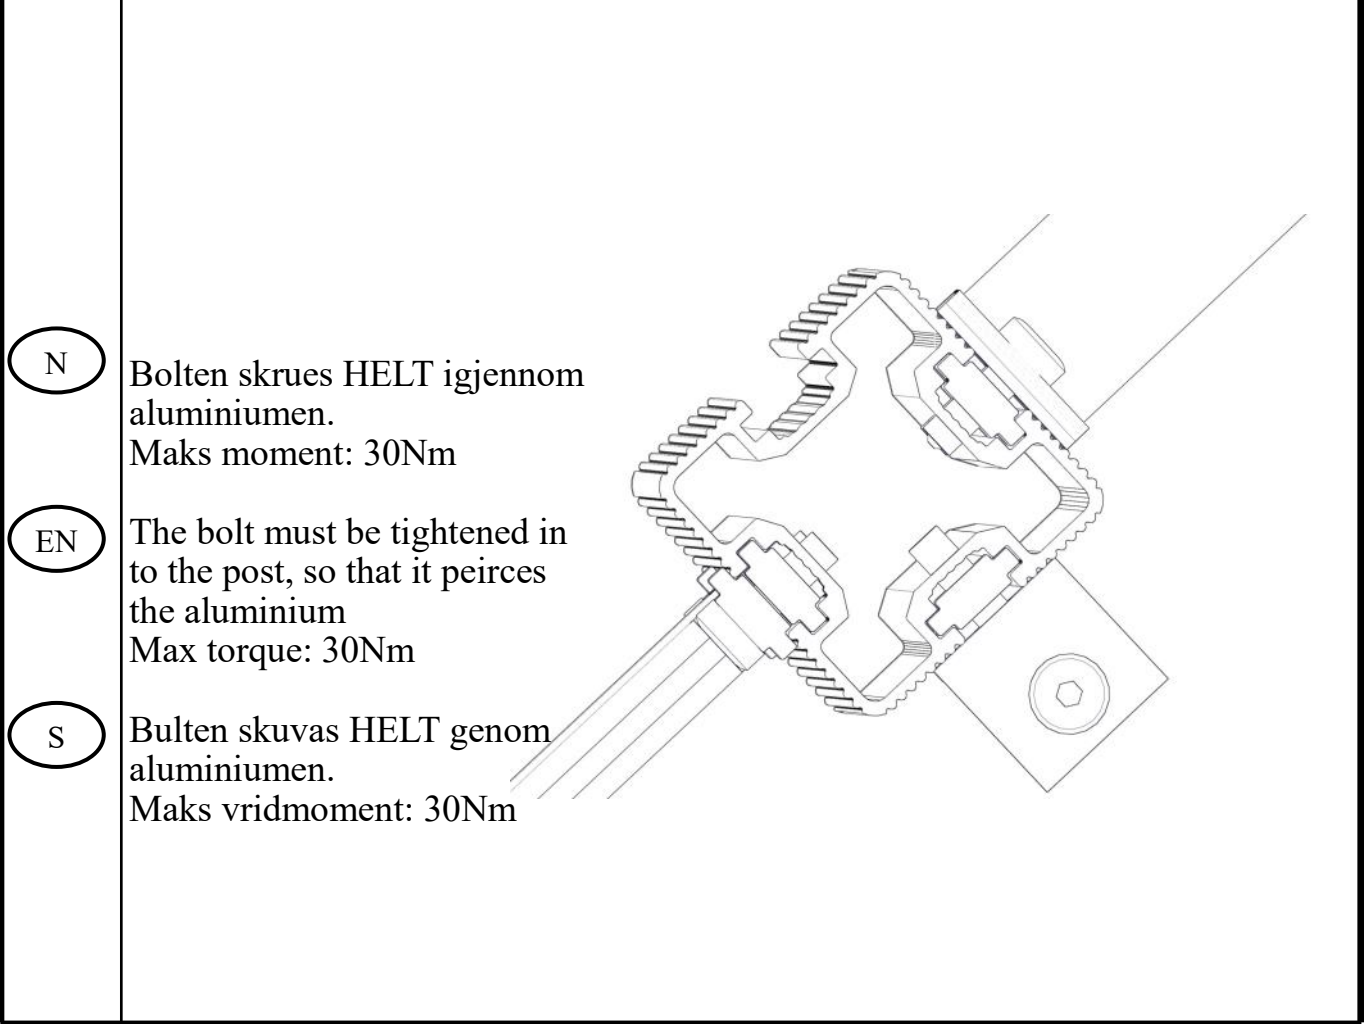 N
Bolten skrues HELT igjennom
aluminiumen.
Maks moment: 30Nm
EN
The bolt must be tightened in
to the post, so that it peirces
the aluminium
Max torque: 30Nm
S
Bulten skuvas HELT genom
aluminiumen.
Maks vridmoment: 30Nm